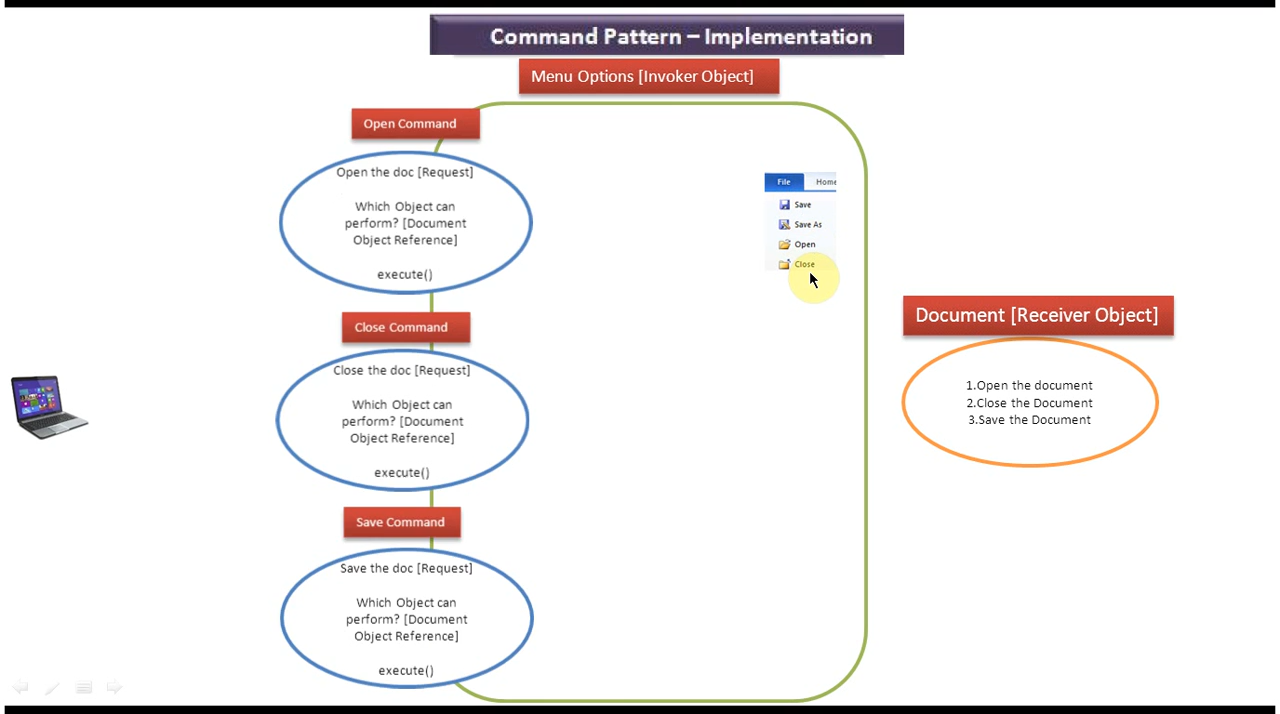 Command Pattern – Implementation
Menu Options [Invoker Object]
Open Command
Open the doc [Request]
Which Object can
perform? [Document
Object Reference]
execute()
Close Command
Close the doc [Request]
Which Object can
perform? [Document
Object Reference]
execute()
Save Command
Save the doc [Request]
Which Object can
perform? [Document
Object Reference]
execute()
File Home
Save
Save As
Open
Close
Document [Receiver Object]
1.Open the document
2.Close the Document
3.Save the Document